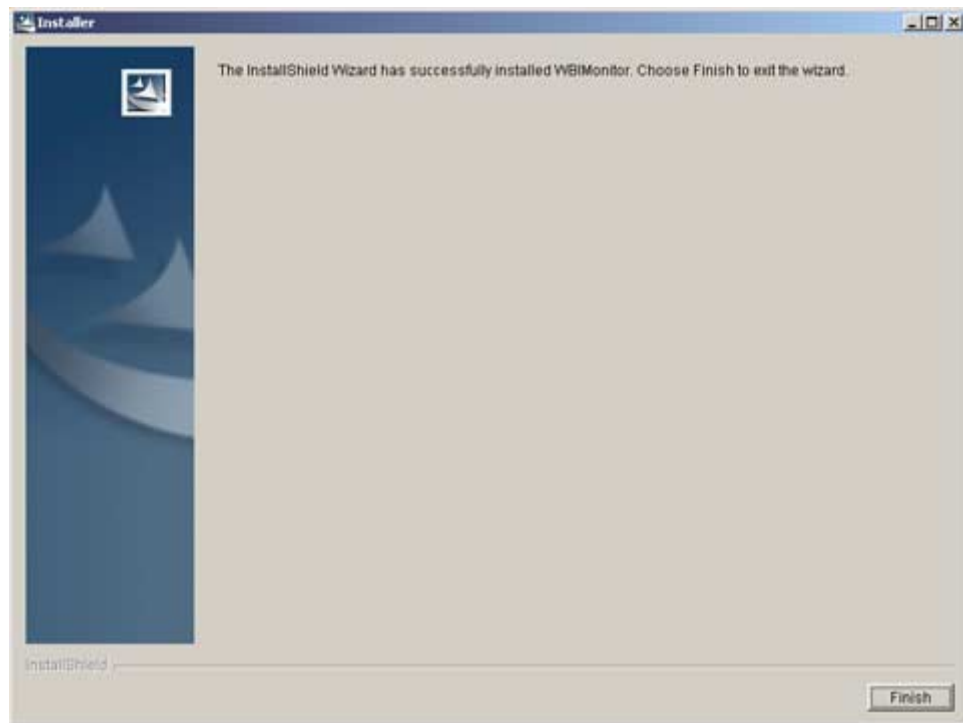 Installer
The InstallShield Wizard has successfully installed WBIMonitor. Choose Finish to exit the wizard.
InstallShield
Finish